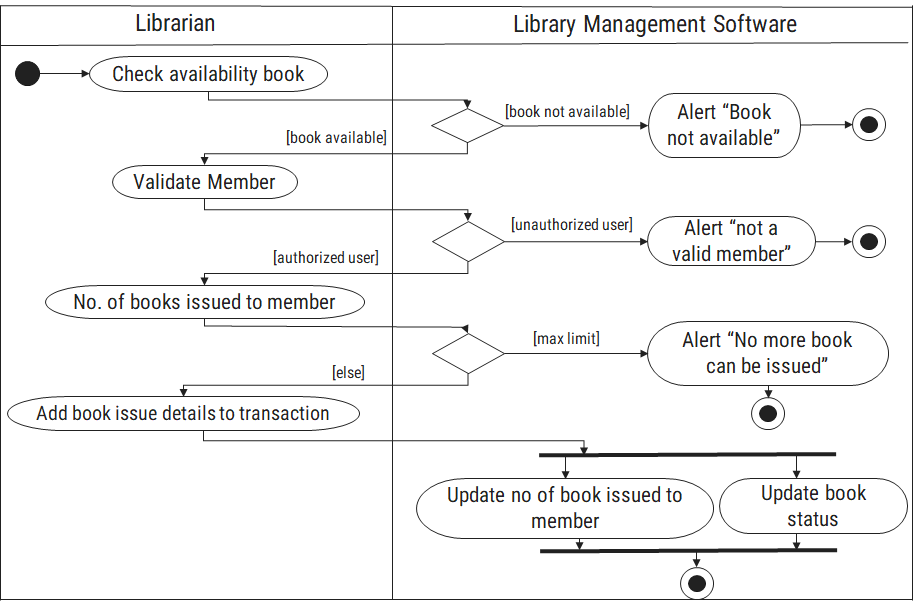 Librarian
Library Management Software
Check availability book
[book not available]
Alert “Book
not available”
[book available]
Validate Member
[unauthorized user]
Alert “not a
valid member”
[authorized user]
No. of books issued to member
[max limit]
Alert “No more book
can be issued”
[else]
Add book issue details to transaction
Update no of book issued to
member
Update book
status